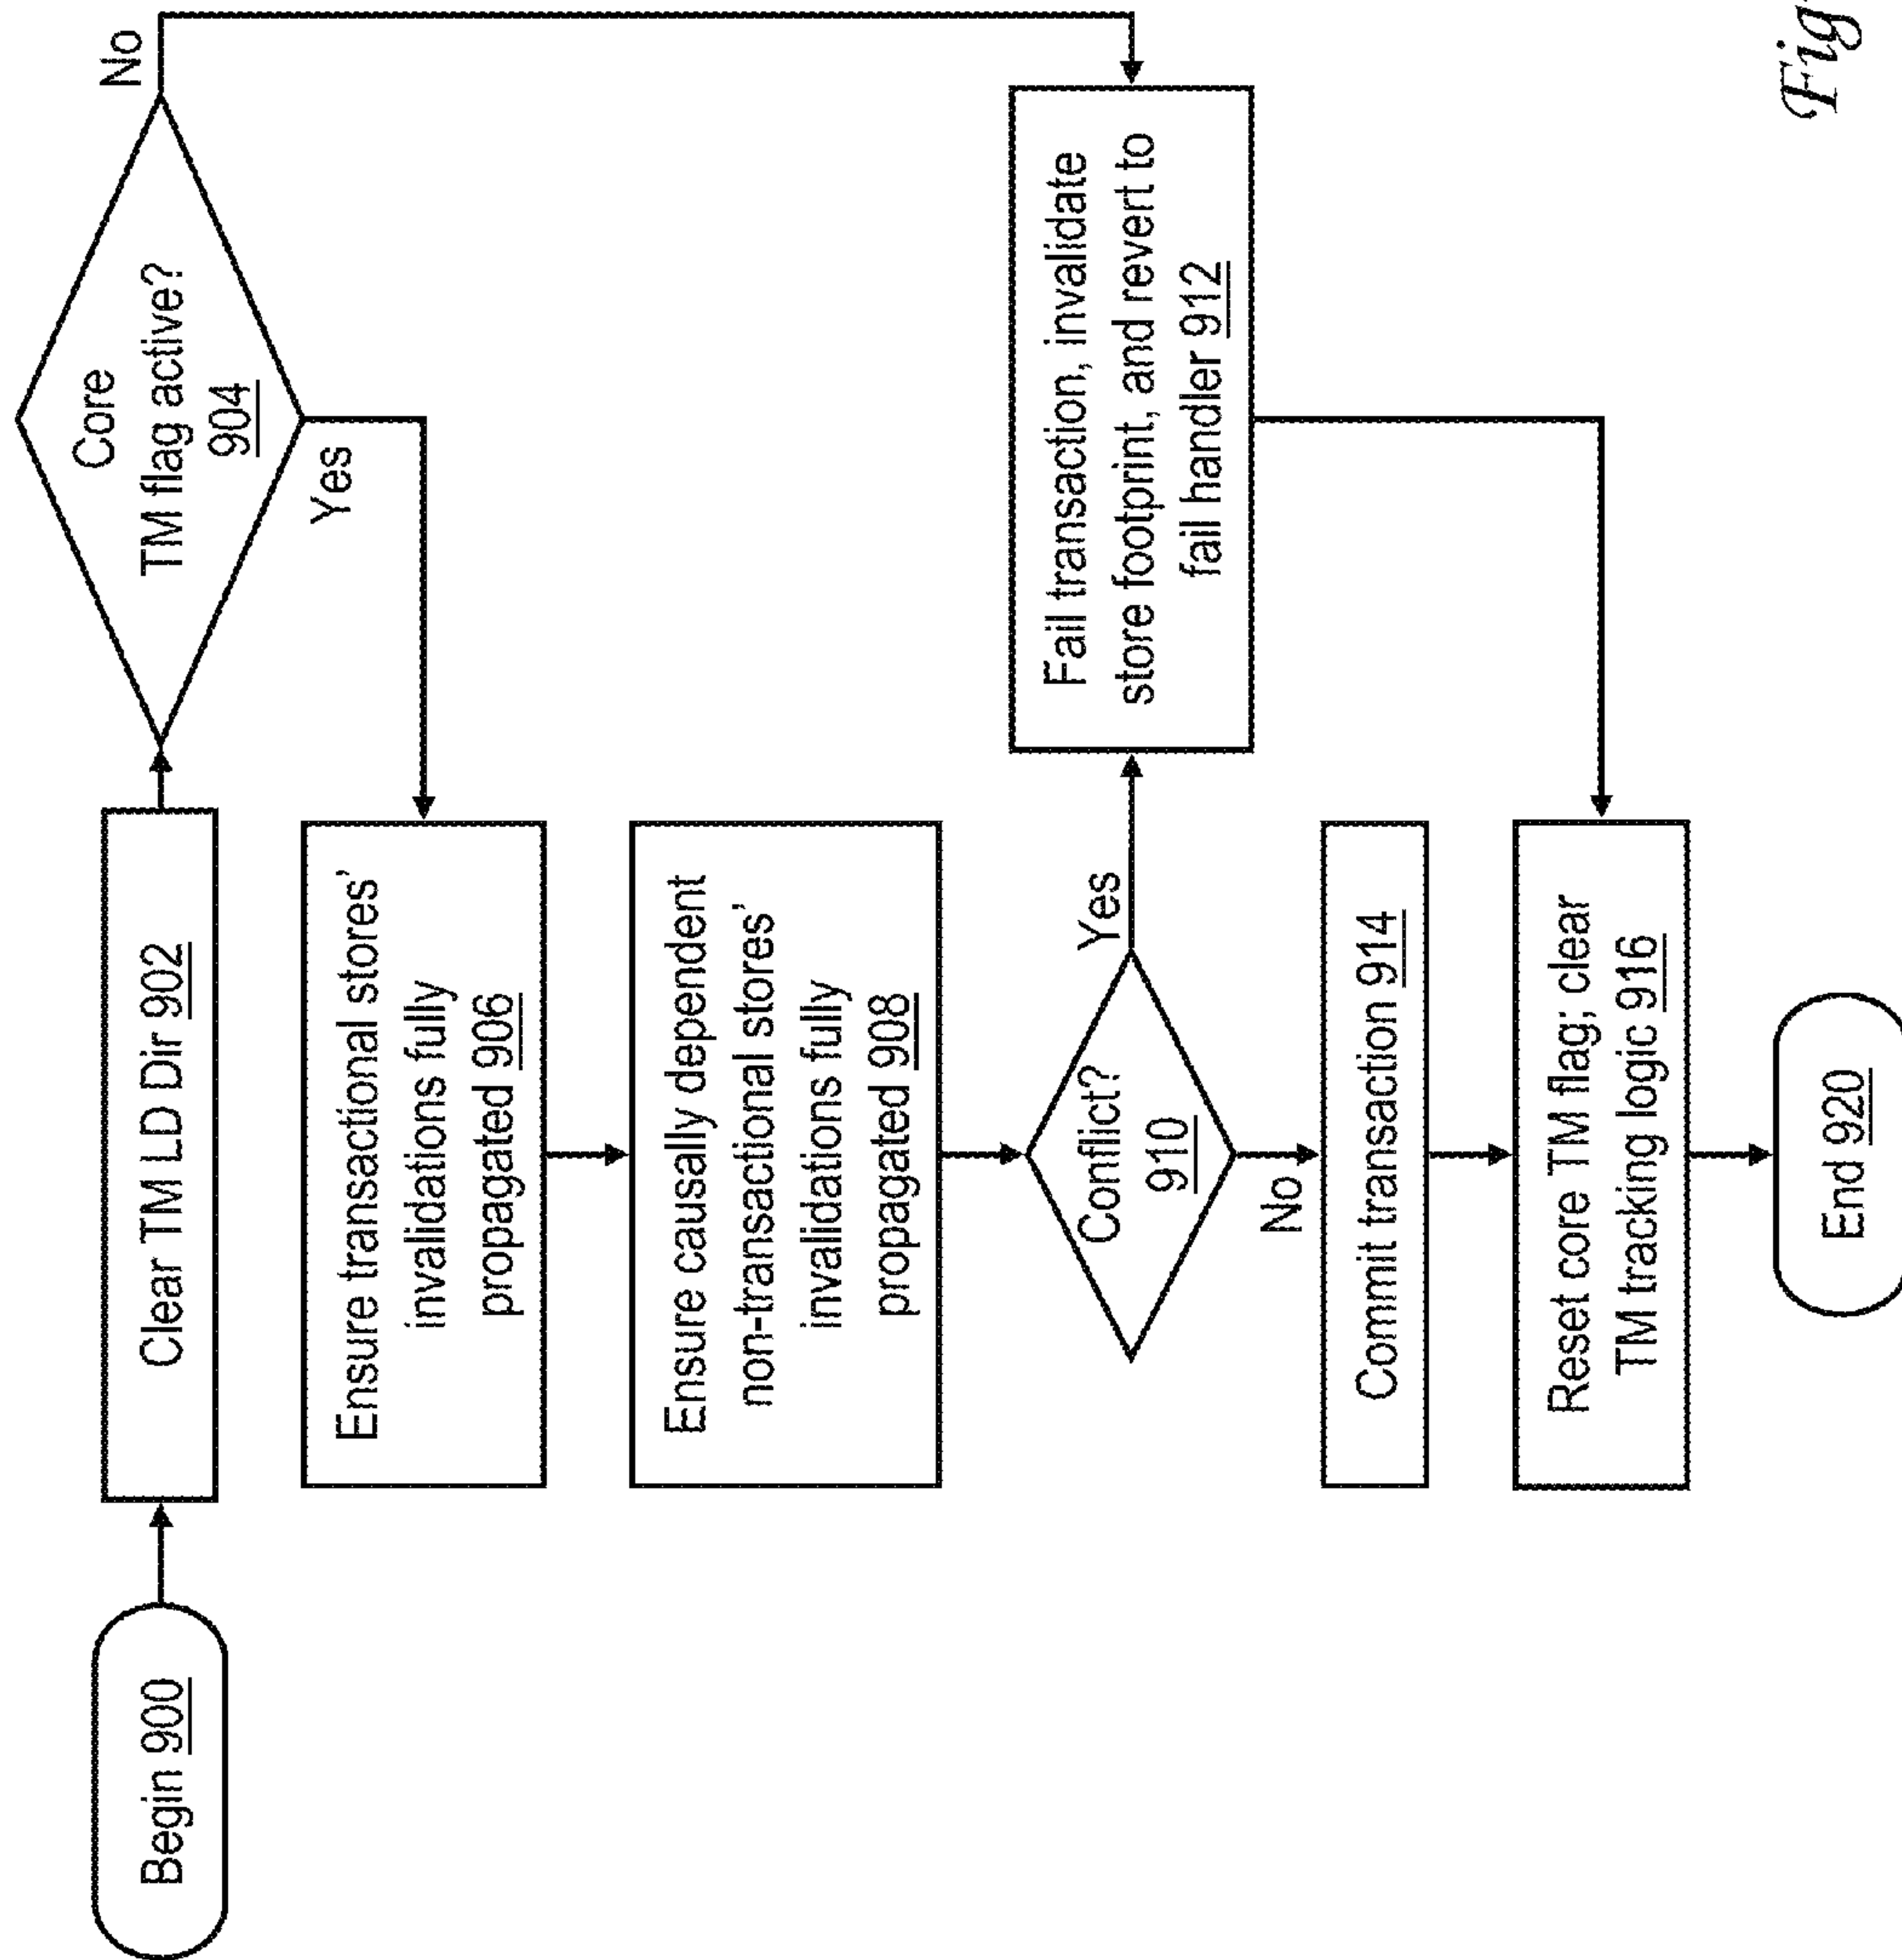 Begin 900
Clear TM LD Dir 902
Core
TM flag active?
904
No
Yes
Ensure transactional stores'
invalidations fully
propagated 906
Ensure causally dependent
non-transactional stores'
invalidations fully
propagated 908
Conflict?
910
Yes
No
Fail transaction, invalidate
store footprint, and revert to
fail handler 912
Commit transaction 914
Reset core TM flag; clear
TM tracking logic 916
End 920
Fig